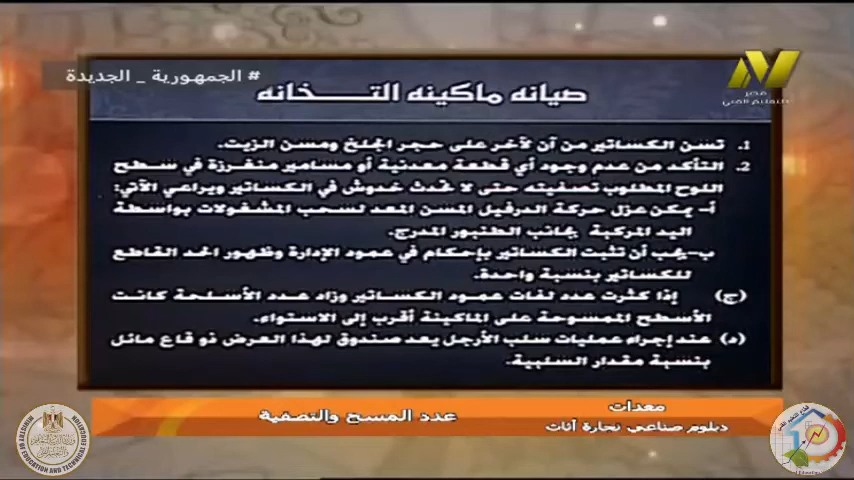 # الجمهورية _ الجديدة
مصر
التعليم الفني
صيانه ماكينه التـــخانه
1. تسن الكساتير من آن لآخر على حجر الجلخ ومسن الزيت.
2. التأكد من عدم وجود أي قطعة معدنية أو مسامير منغرزة في سطح
اللوح المطلوب تصفيته حتى لا تحدث خدوش في الكساتير ويراعي الآتي:
أ- يمكن عزل حركة الدرفيل المسن المعد لسحب المشغولات بواسطة
اليد المركبة بجانب الطنبور المدرج.
ب- يجب أن تثبت الكساتير بإحكام في عمود الإدارة وظهور الحد القاطع
للكساتير بنسبة واحدة.
(ج) إذا كثرت عدد لفات عمود الكساتير وزاد عدد الأسلحة كانت
الأسطح الممسوحة على الماكينة أقرب إلى الاستواء.
(د) عند إجراء عمليات سلب الأرجل يعد صندوق لهذا العرض ذو قاع مائل
بنسبة مقدار السلبية.
معدات
دبلوم صناعي نجارة أثاث
عدد المسح والتصفية